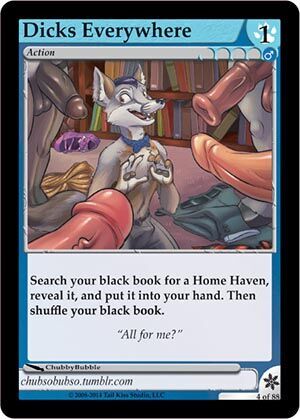 Dicks Everywhere
1
Action
Search your black book for a Home Haven,
reveal it, and put it into your hand. Then
shuffle your black book.
"All for me?"
ChubbyBubble
chubsobubso.tumblr.com
© 2009-2014 Tail Kiss Studio, LLC
4 of 88